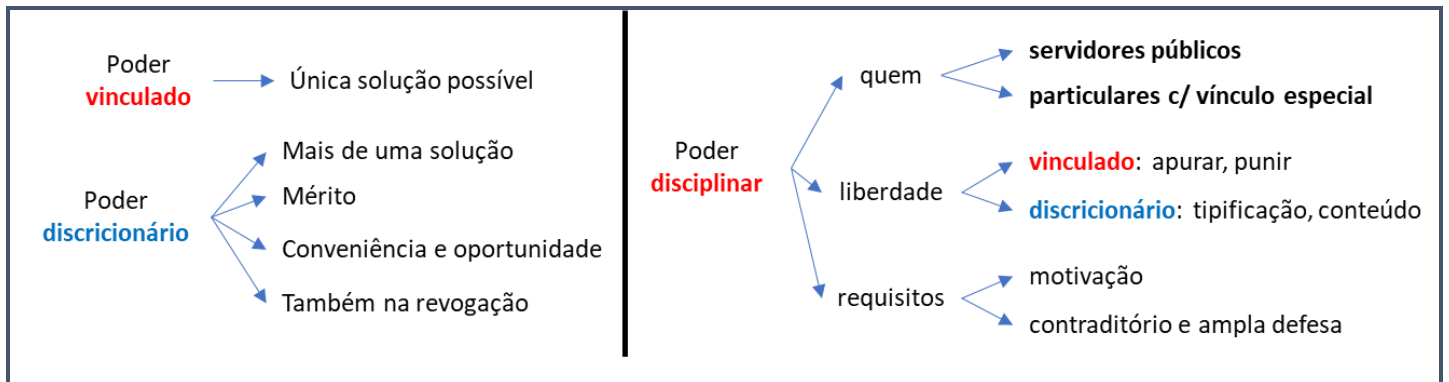 Poder
vinculado
Única solução possível
Poder
discricionário
Mais de uma solução
Mérito
Conveniência e oportunidade
Também na revogação
Poder
disciplinar
quem
servidores públicos
particulares c/ vínculo especial
liberdade
vinculado: apurar, punir
discricionário: tipificação, conteúdo
requisitos
motivação
contraditório e ampla defesa